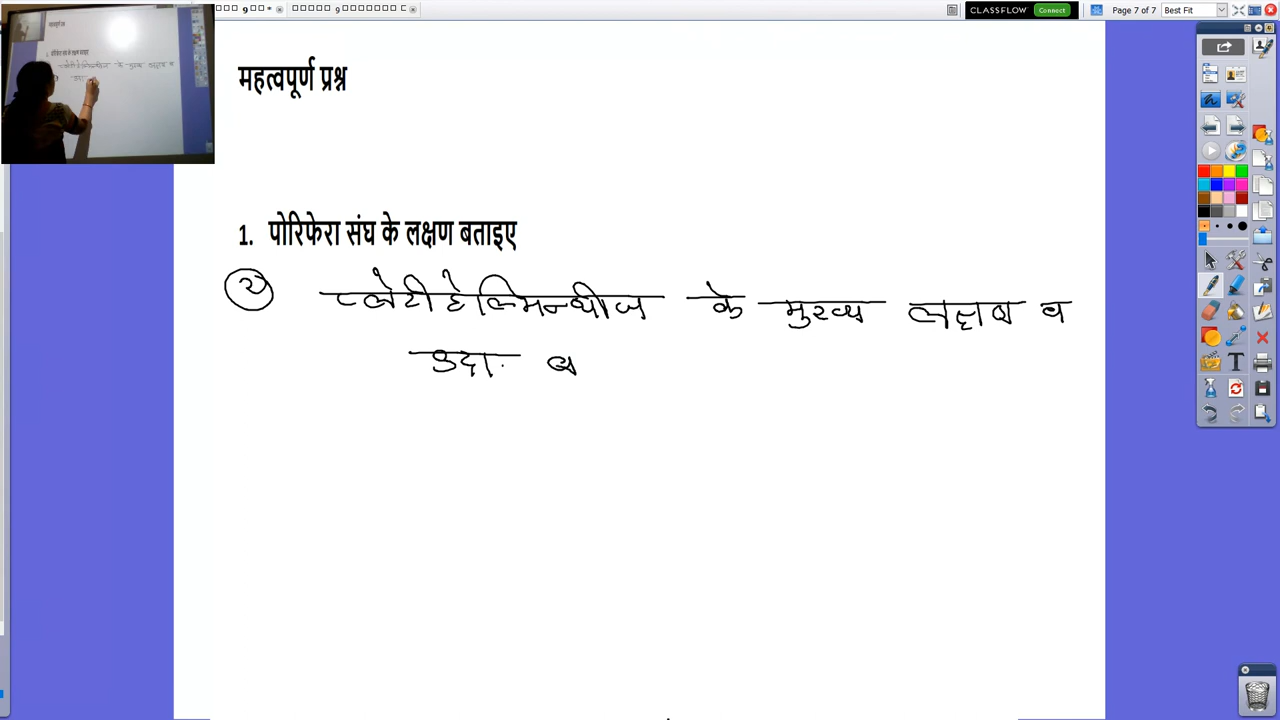 CLASSFLOW Connect Page 7 of 7 Best Fit
महत्वपूर्ण प्रश्न
1. पोरिफेरा संघ के लक्षण बताइए
२ प्लेटीहेल्मिन्थीज के मुख्य लक्षण व
उदा. ब